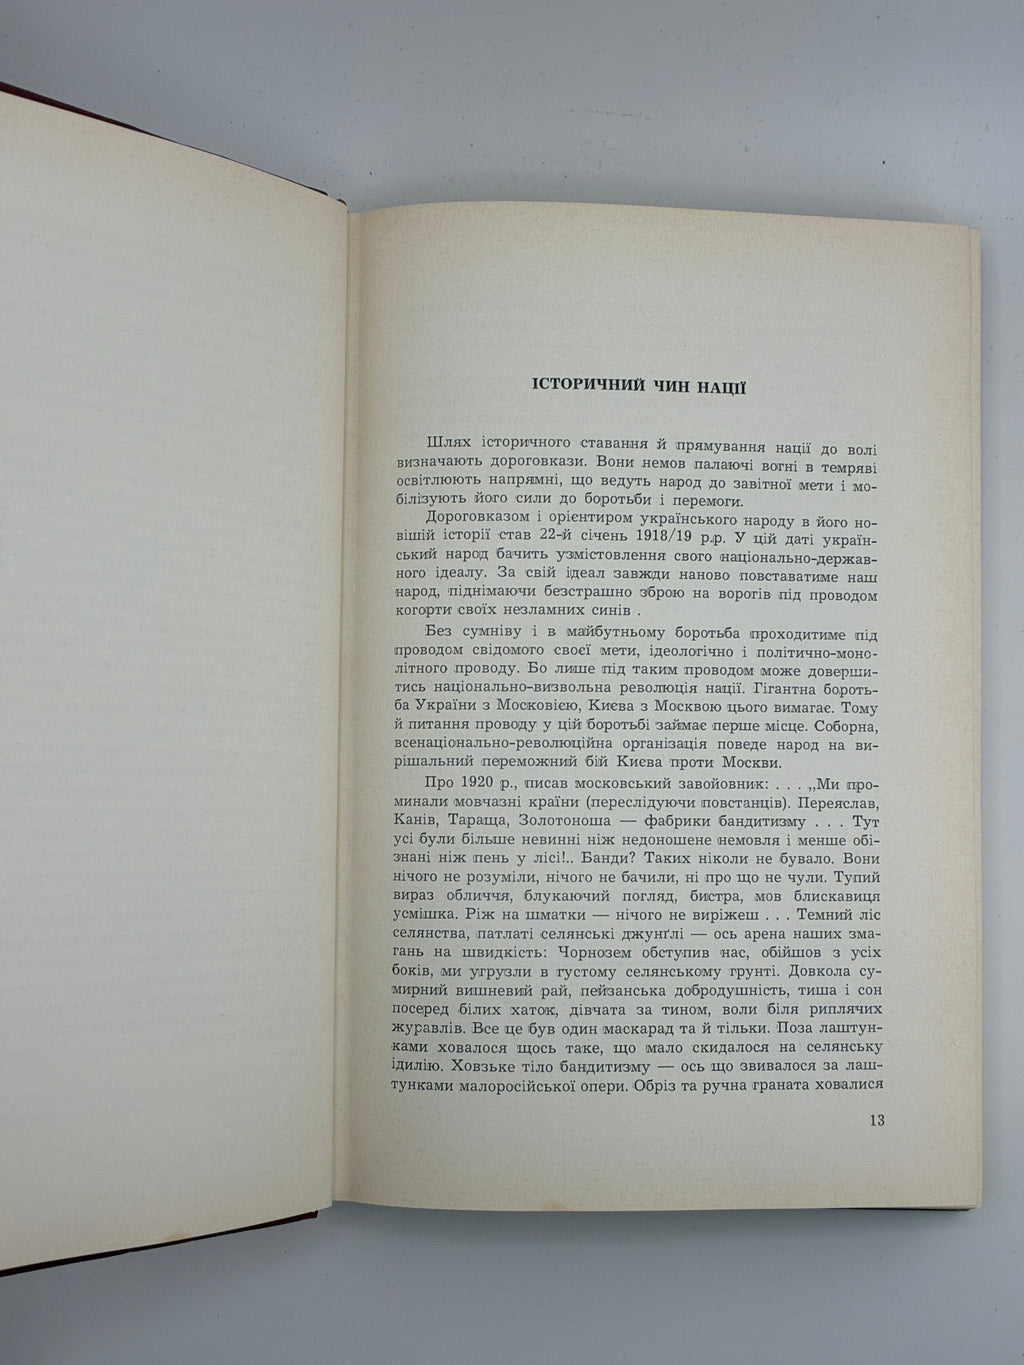 ІСТОРИЧНИЙ ЧИН НАЦІЇ
Шлях історичного ставання й прямування нації до волі
визначають дороговкази. Вони немов палаючі вогні в темряві
освітлюють напрямні, що ведуть народ до завітної мети і мо-
білізують його сили до боротьби і перемоги.
Дороговказом і орієнтиром українського народу в його но-
вішій історії став 22-й січень 1918/19 р.р. У цій даті україн-
ський народ бачить узмістовлення свого національно-держав-
ного ідеалу. За свій ідеал завжди наново повставатиме наш
народ, піднімаючи безстрашно зброю на ворогів під проводом
когорти своїх незламних синів .
Без сумніву і в майбутньому боротьба проходитиме під
проводом свідомого своєї мети, ідеологічно і політично-моно-
літного проводу. Бо лише під таким проводом може доверши-
тись національно-визвольна революція нації. Гігантна бороть-
ба України з Московією, Києва з Москвою цього вимагає. Тому
й питання проводу у цій боротьбі займає перше місце. Соборна,
всенаціонально-революційна організація поведе народ на ви-
рішальний переможний бій Києва проти Москви.
Про 1920 р., писав московський завойовник: . . . „Ми про-
минали мовчазні країни (переслідуючи повстанців). Переяслав,
Канів, Тараща, Золотоноша — фабрики бандитизму . . . Тут
усі були більше невинні ніж недоношене немовля і менше обі-
знані ніж пень у лісі!.. Банди? Таких ніколи не бувало. Вони
нічого не розуміли, нічого не бачили, ні про що не чули. Тупий
вираз обличчя, блукаючий погляд, бистра, мов блискавиця
усмішка. Ріж на шматки — нічого не виріжеш . . . Темний ліс
селянства, патлаті селянські джунґлі — ось арена наших зма-
гань на швидкість: Чорнозем обступив нас, обійшов з усіх
боків, ми угрузли в густому селянському грунті. Довкола су-
мирний вишневий рай, пейзанська добродушність, тиша і сон
посеред білих хаток, дівчата за тином, воли біля риплячих
журавлів. Все це був один маскарад та й тільки. Поза лаштун-
ками ховалося щось таке, що мало скидалося на селянську
ідилію. Ховзьке тіло бандитизму — ось що звивалося за лаш-
тунками малоросійської опери. Обріз та ручна граната ховалися
13